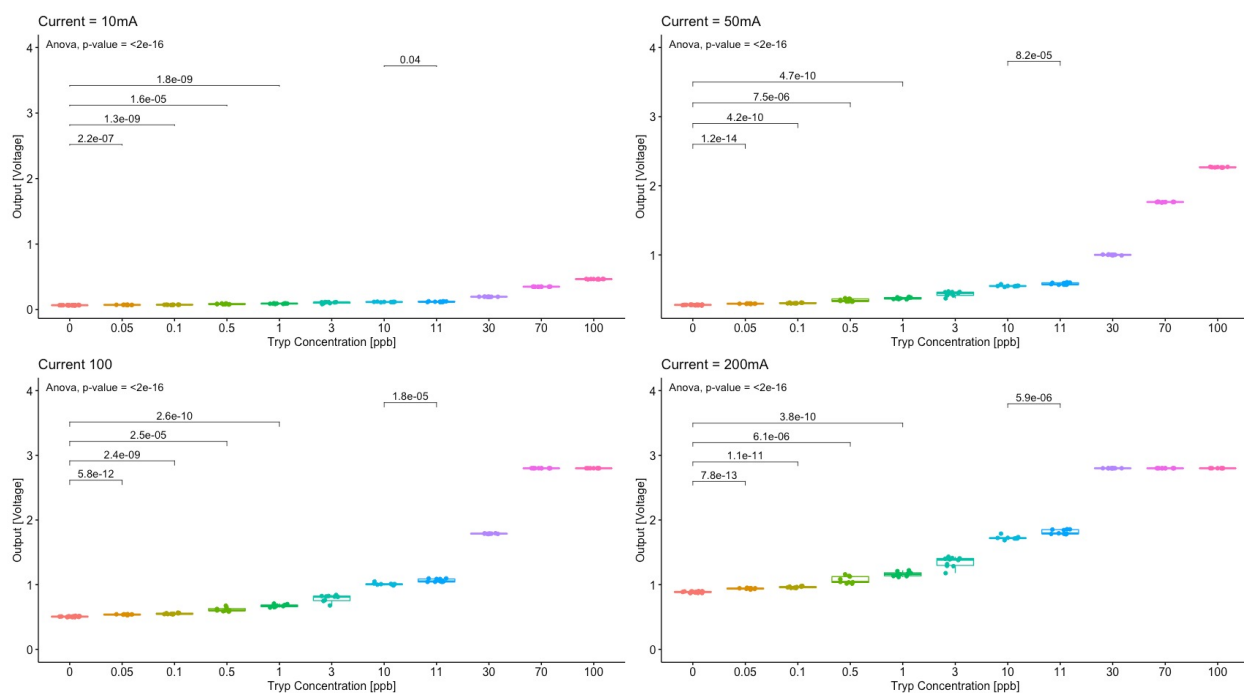 Current = 10mA
Anova, p-value = <2e-16
4
3
2
1
0
Output [Voltage]
0.04
1.8e-09
1.6e-05
1.3e-09
2.2e-07
0 0.05 0.1 0.5 1 3 10 11 30 70 100
Tryp Concentration [ppb]
Current = 50mA
Anova, p-value = <2e-16
4
3
2
1
Output [Voltage]
8.2e-05
4.7e-10
7.5e-06
4.2e-10
1.2e-14
0 0.05 0.1 0.5 1 3 10 11 30 70 100
Tryp Concentration [ppb]
Current 100
Anova, p-value = <2e-16
4
3
2
1
0
Output [Voltage]
1.8e-05
2.6e-10
2.5e-05
2.4e-09
5.8e-12
0 0.05 0.1 0.5 1 3 10 11 30 70 100
Tryp Concentration [ppb]
Current = 200mA
Anova, p-value = <2e-16
4
3
2
1
0
Output [Voltage]
5.9e-06
3.8e-10
6.1e-06
1.1e-11
7.8e-13
0 0.05 0.1 0.5 1 3 10 11 30 70 100
Tryp Concentration [ppb]